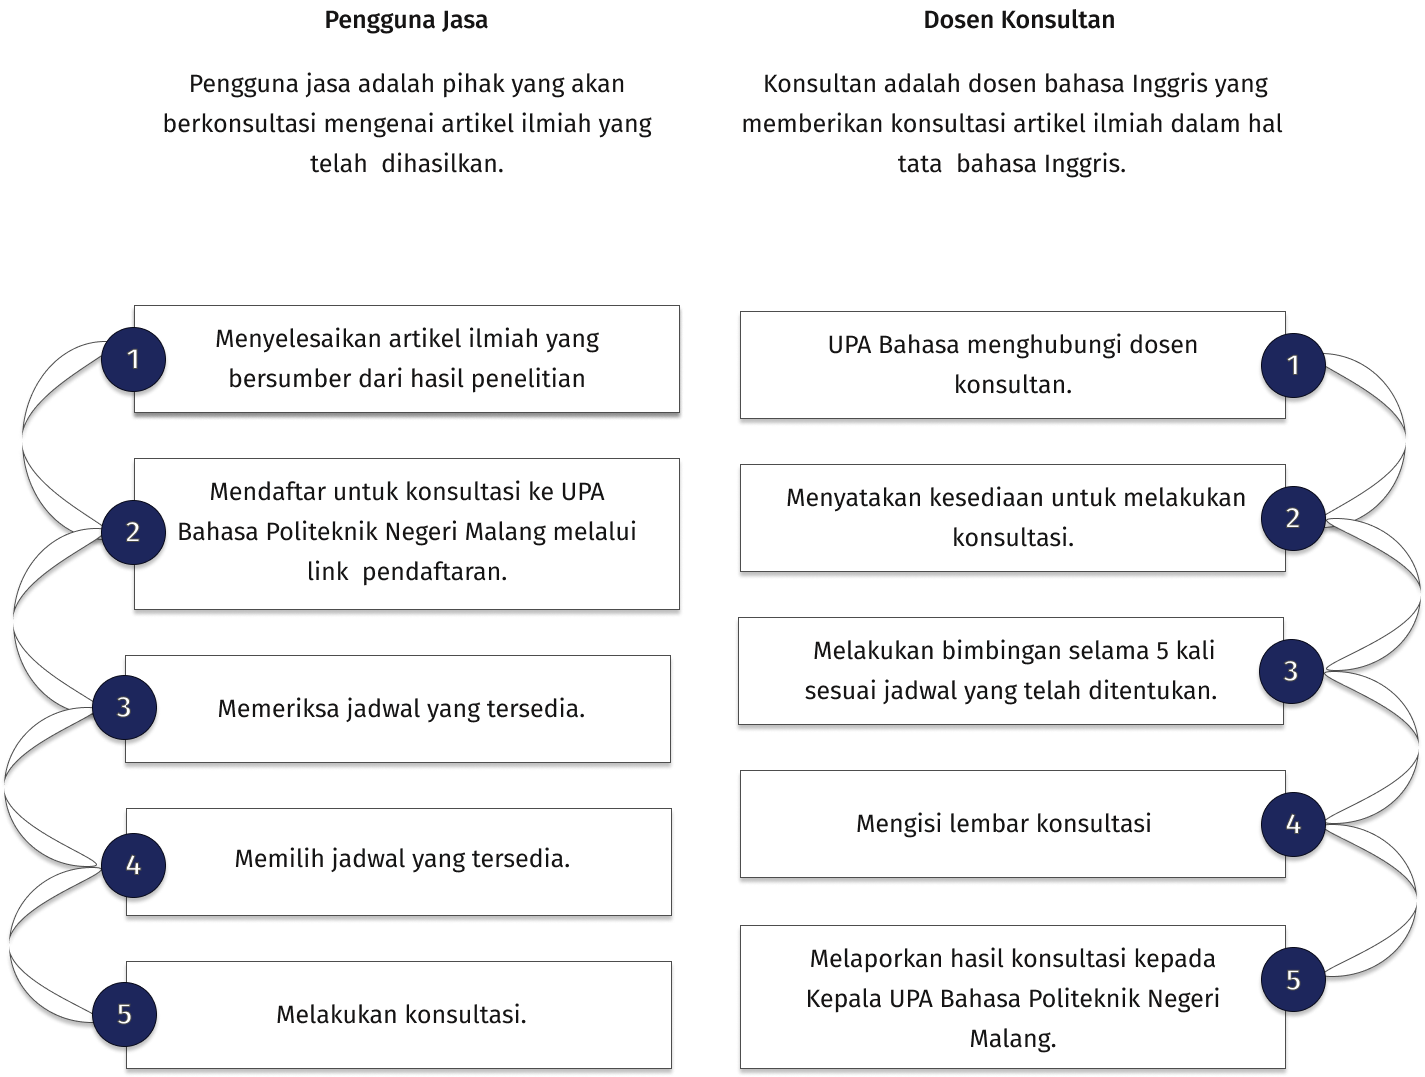 Pengguna Jasa
Pengguna jasa adalah pihak yang akan
berkonsultasi mengenai artikel ilmiah yang
telah  dihasilkan.
1
Menyelesaikan artikel ilmiah yang
bersumber dari hasil penelitian
2
Mendaftar untuk konsultasi ke UPA
Bahasa Politeknik Negeri Malang melalui
link  pendaftaran.
3
Memeriksa jadwal yang tersedia.
4
Memilih jadwal yang tersedia.
5
Melakukan konsultasi.
Dosen Konsultan
Konsultan adalah dosen bahasa Inggris yang
memberikan konsultasi artikel ilmiah dalam hal
tata  bahasa Inggris.
UPA Bahasa menghubungi dosen
konsultan.
1
Menyatakan kesediaan untuk melakukan
konsultasi.
2
Melakukan bimbingan selama 5 kali
sesuai jadwal yang telah ditentukan.
3
Mengisi lembar konsultasi
4
Melaporkan hasil konsultasi kepada
Kepala UPA Bahasa Politeknik Negeri
Malang.
5